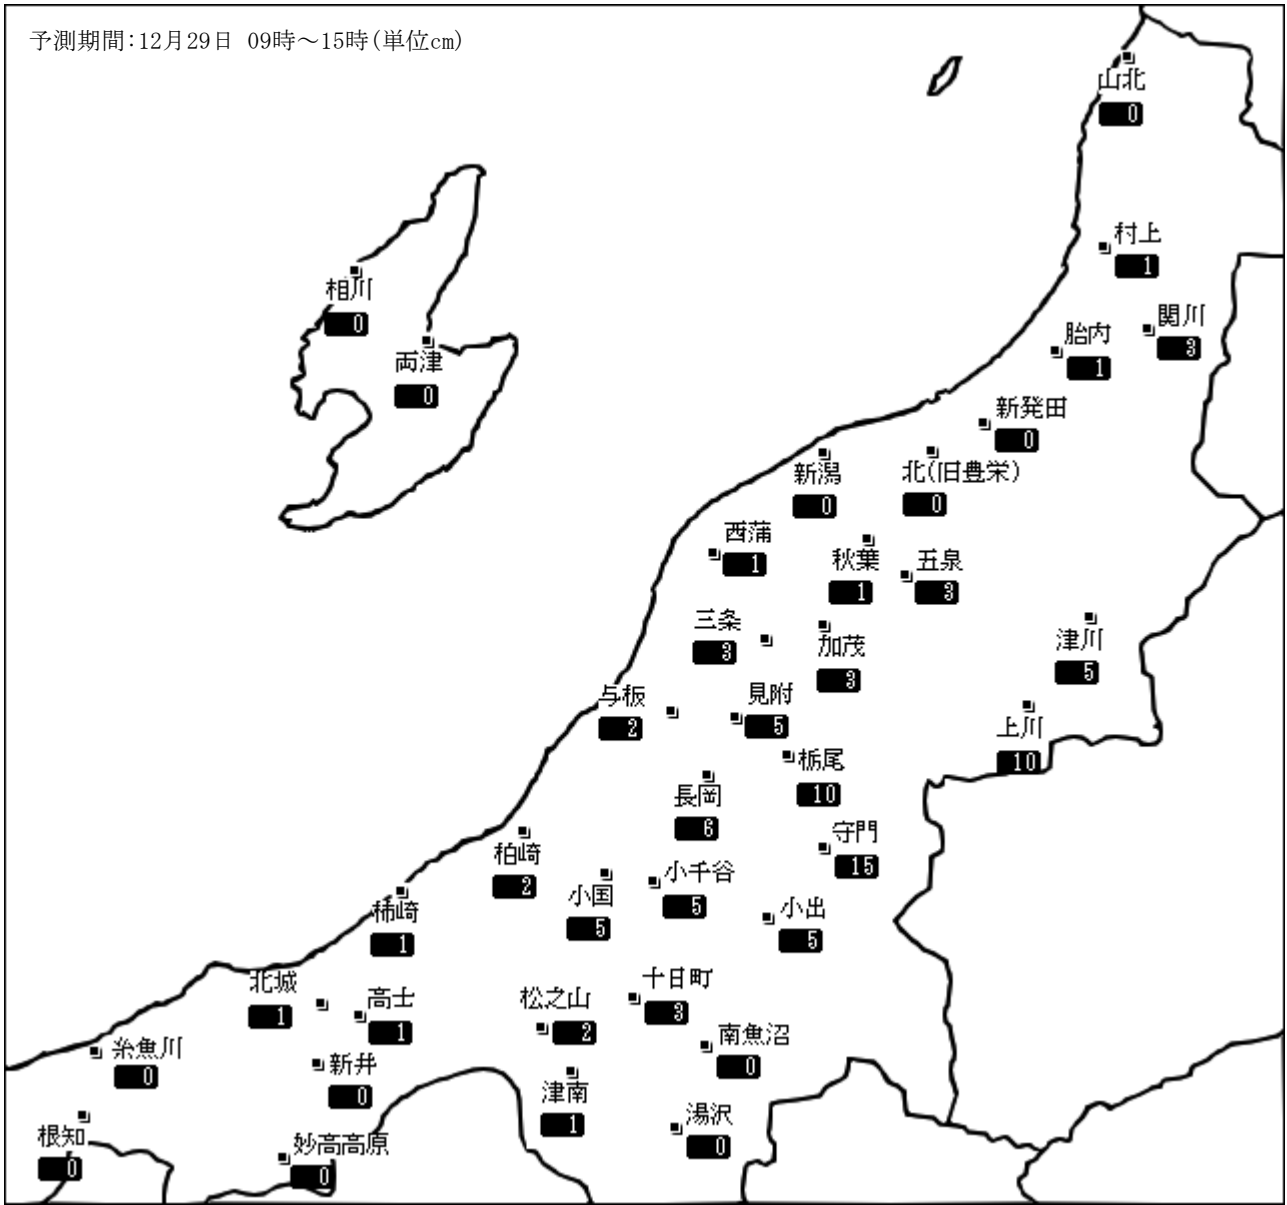 予測期間:12月29日 09時～15時(単位cm)
山北
0
村上
1
相川
0
関川
3
胎内
1
両津
0
新発田
0
新潟
0
北(旧豊栄)
0
西蒲
1
秋葉
1
五泉
3
三条
3
加茂
3
津川
5
与板
2
見附
5
上川
10
栃尾
10
長岡
6
守門
15
柏崎
2
小国
5
小千谷
5
小出
5
柿崎
1
北城
1
高士
1
松之山
2
十日町
3
南魚沼
0
糸魚川
0
新井
0
津南
1
湯沢
0
根知
0
妙高高原
0